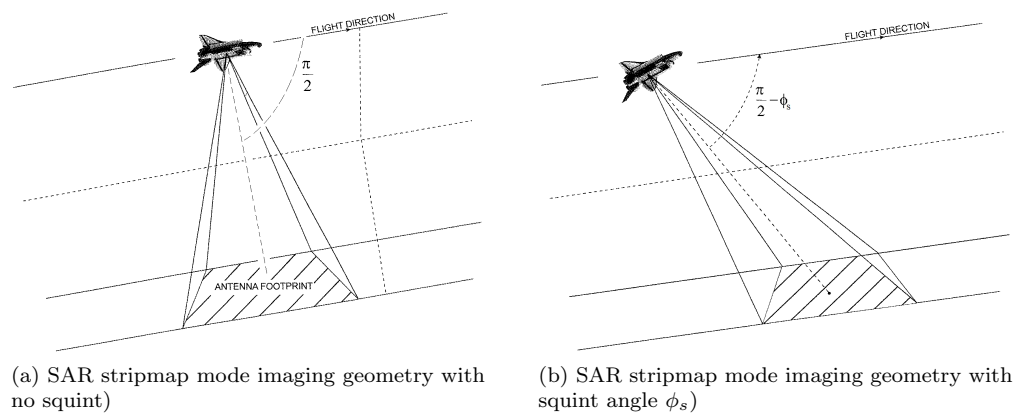 FLIGHT DIRECTION
π
2
ANTENNA FOOTPRINT
(a) SAR stripmap mode imaging geometry with
no squint)
FLIGHT DIRECTION
π
2 −ϕs
(b) SAR stripmap mode imaging geometry with
squint angle ϕs)